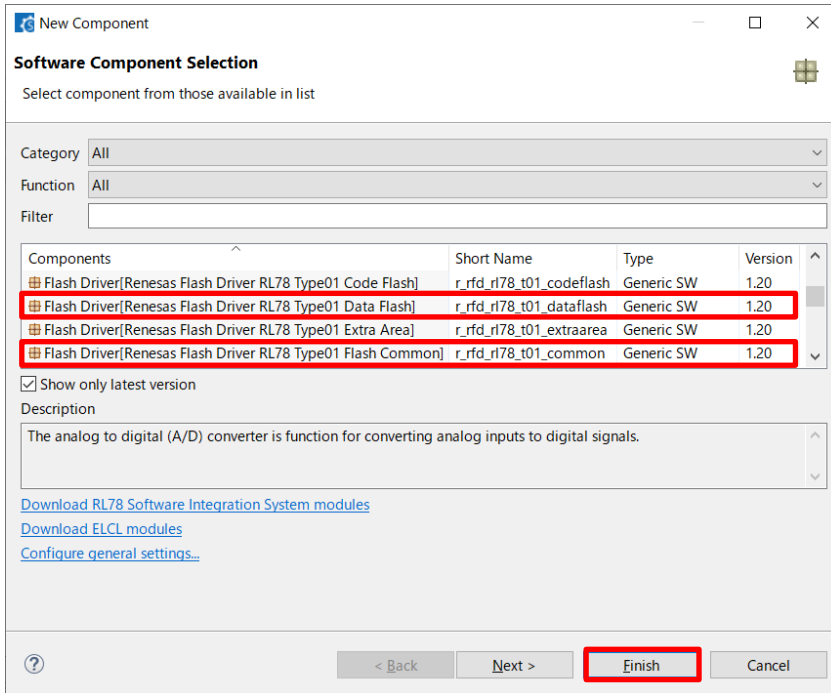 New Component
Software Component Selection
Select component from those available in list
Category All
Function All
Filter
Components Short Name Type Version
Flash Driver[Renesas Flash Driver RL78 Type01 Code Flash] r_rfd_rl78_t01_codeflash Generic SW 1.20
Flash Driver[Renesas Flash Driver RL78 Type01 Data Flash] r_rfd_rl78_t01_dataflash Generic SW 1.20
Flash Driver[Renesas Flash Driver RL78 Type01 Extra Area] r_rfd_rl78_t01_extraarea Generic SW 1.20
Flash Driver[Renesas Flash Driver RL78 Type01 Flash Common] r_rfd_rl78_t01_common Generic SW 1.20
Show only latest version
Description
The analog to digital (A/D) converter is function for converting analog inputs to digital signals.
Download RL78 Software Integration System modules
Download ELCL modules
Configure general settings...
? < Back Next > Finish Cancel